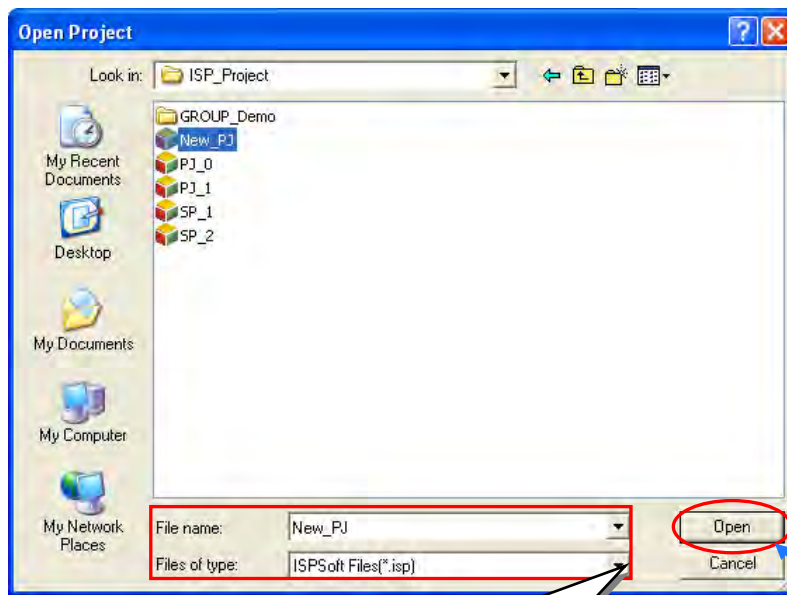 Open Project
Look in: ISP_Project
GROUP_Demo
New_PJ
PJ_0
PJ_1
SP_1
SP_2
My Recent
Documents
Desktop
My Documents
My Computer
My Network
Places
File name: New_PJ Open
Files of type: ISPSoft Files(*.isp) Cancel